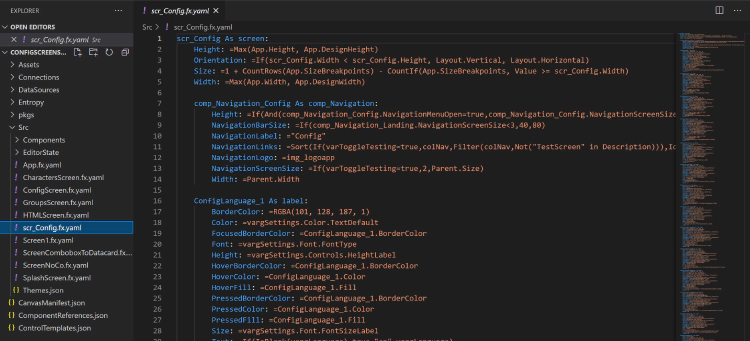 EXPLORER
OPEN EDITORS
scr_Config.fx.yaml Src
CONFIGSCREENS...
Assets
Connections
DataSources
Entropy
pkgs
Src
Components
EditorState
App.fx.yaml
CharactersScreen.fx.yaml
ConfigScreen.fx.yaml
GroupsScreen.fx.yaml
HTMLScreen.fx.yaml
scr_Config.fx.yaml
Screen1.fx.yaml
ScreenComboboxToDatacard.fx...
ScreenNoCo.fx.yaml
SplashScreen.fx.yaml
Themes.json
CanvasManifest.json
ComponentReferences.json
ControlTemplates.json
scr_Config.fx.yaml
Src > scr_Config.fx.yaml
1 scr_Config As screen:
2 Height: =Max(App.Height, App.DesignHeight)
3 Orientation: =If(scr_Config.Width < scr_Config.Height, Layout.Vertical, Layout.Horizontal)
4 Size: =1 + CountRows(App.SizeBreakpoints) - CountIf(App.SizeBreakpoints, Value >= scr_Config.Width)
5 Width: =Max(App.Width, App.DesignWidth)
6
7 comp_Navigation_Config As comp_Navigation:
8 Height: =If(And(comp_Navigation_Config.NavigationMenuOpen=true,comp_Navigation_Config.NavigationScreenSize
9 NavigationBarSize: =If(comp_Navigation_Landing.NavigationScreenSize<3,40,80)
10 NavigationLabel: ="Config"
11 NavigationLinks: =Sort(If(varToggleTesting=true,colNav,Filter(colNav,Not("TestScreen" in Description))),Ic
12 NavigationLogo: =img_logoapp
13 NavigationScreenSize: =If(varToggleTesting=true,2,Parent.Size)
14 Width: =Parent.Width
15
16 ConfigLanguage_1 As label:
17 BorderColor: =RGBA(101, 128, 187, 1)
18 Color: =vargSettings.Color.TextDefault
19 FocusedBorderColor: =ConfigLanguage_1.BorderColor
20 Font: =vargSettings.Font.FontType
21 Height: =vargSettings.Controls.HeightLabel
22 HoverBorderColor: =ConfigLanguage_1.BorderColor
23 HoverColor: =ConfigLanguage_1.Color
24 HoverFill: =ConfigLanguage_1.Fill
25 PressedBorderColor: =ConfigLanguage_1.BorderColor
26 PressedColor: =ConfigLanguage_1.Color
27 PressedFill: =ConfigLanguage_1.Fill
28 Size: =vargSettings.Font.FontSizeLabel